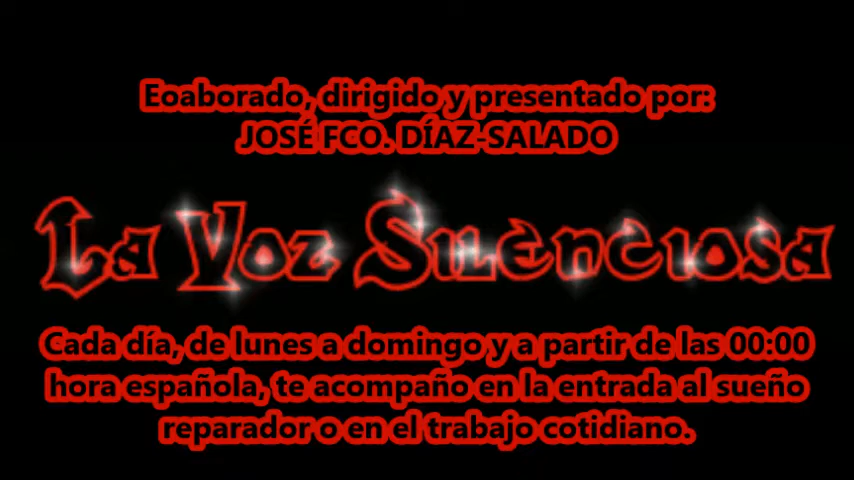 Eoaborado, dirigido y presentado por:
JOSÉ FCO. DÍAZ-SALADO
La Voz Silenciosa
Cada día, de lunes a domingo y a partir de las 00:00
hora española, te acompaño en la entrada al sueño
reparador o en el trabajo cotidiano.